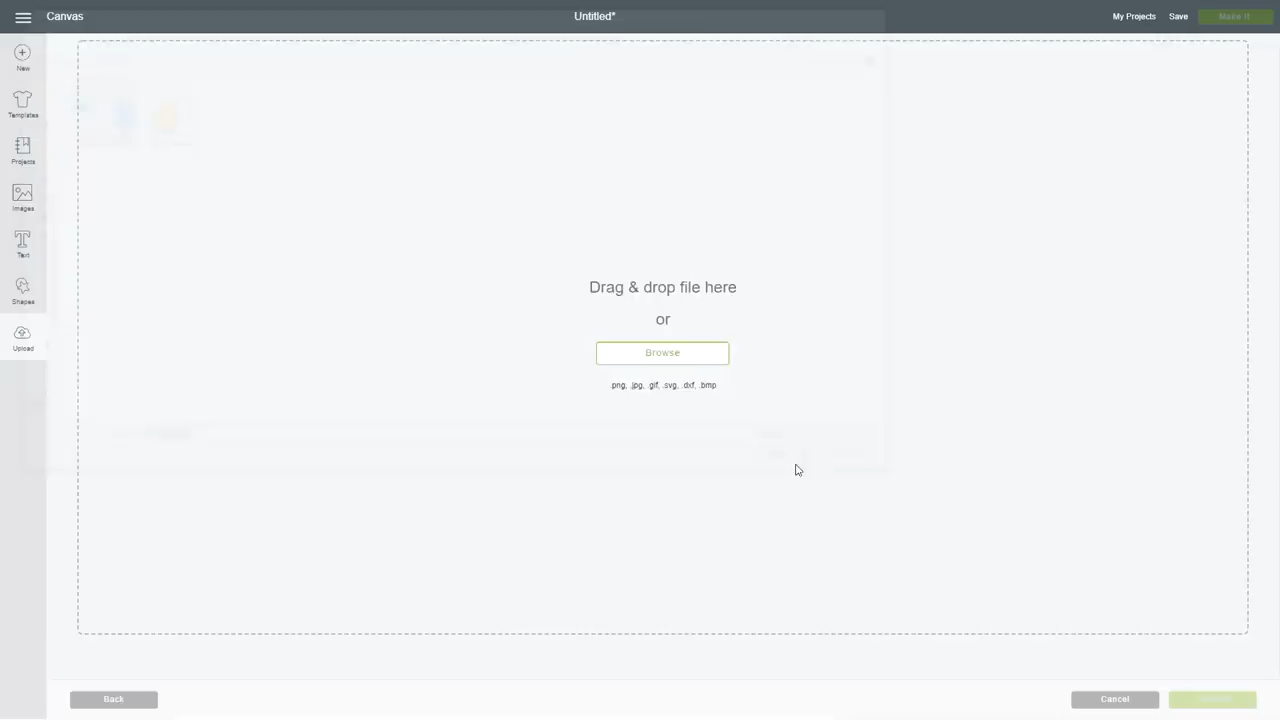 Canvas
Untitled*
My Projects
Save
Make It
New
Templates
Projects
Images
Text
Shapes
Upload
Drag & drop file here
or
Browse
.png, .jpg, .gif, .svg, .dxf, .bmp
Back
Cancel